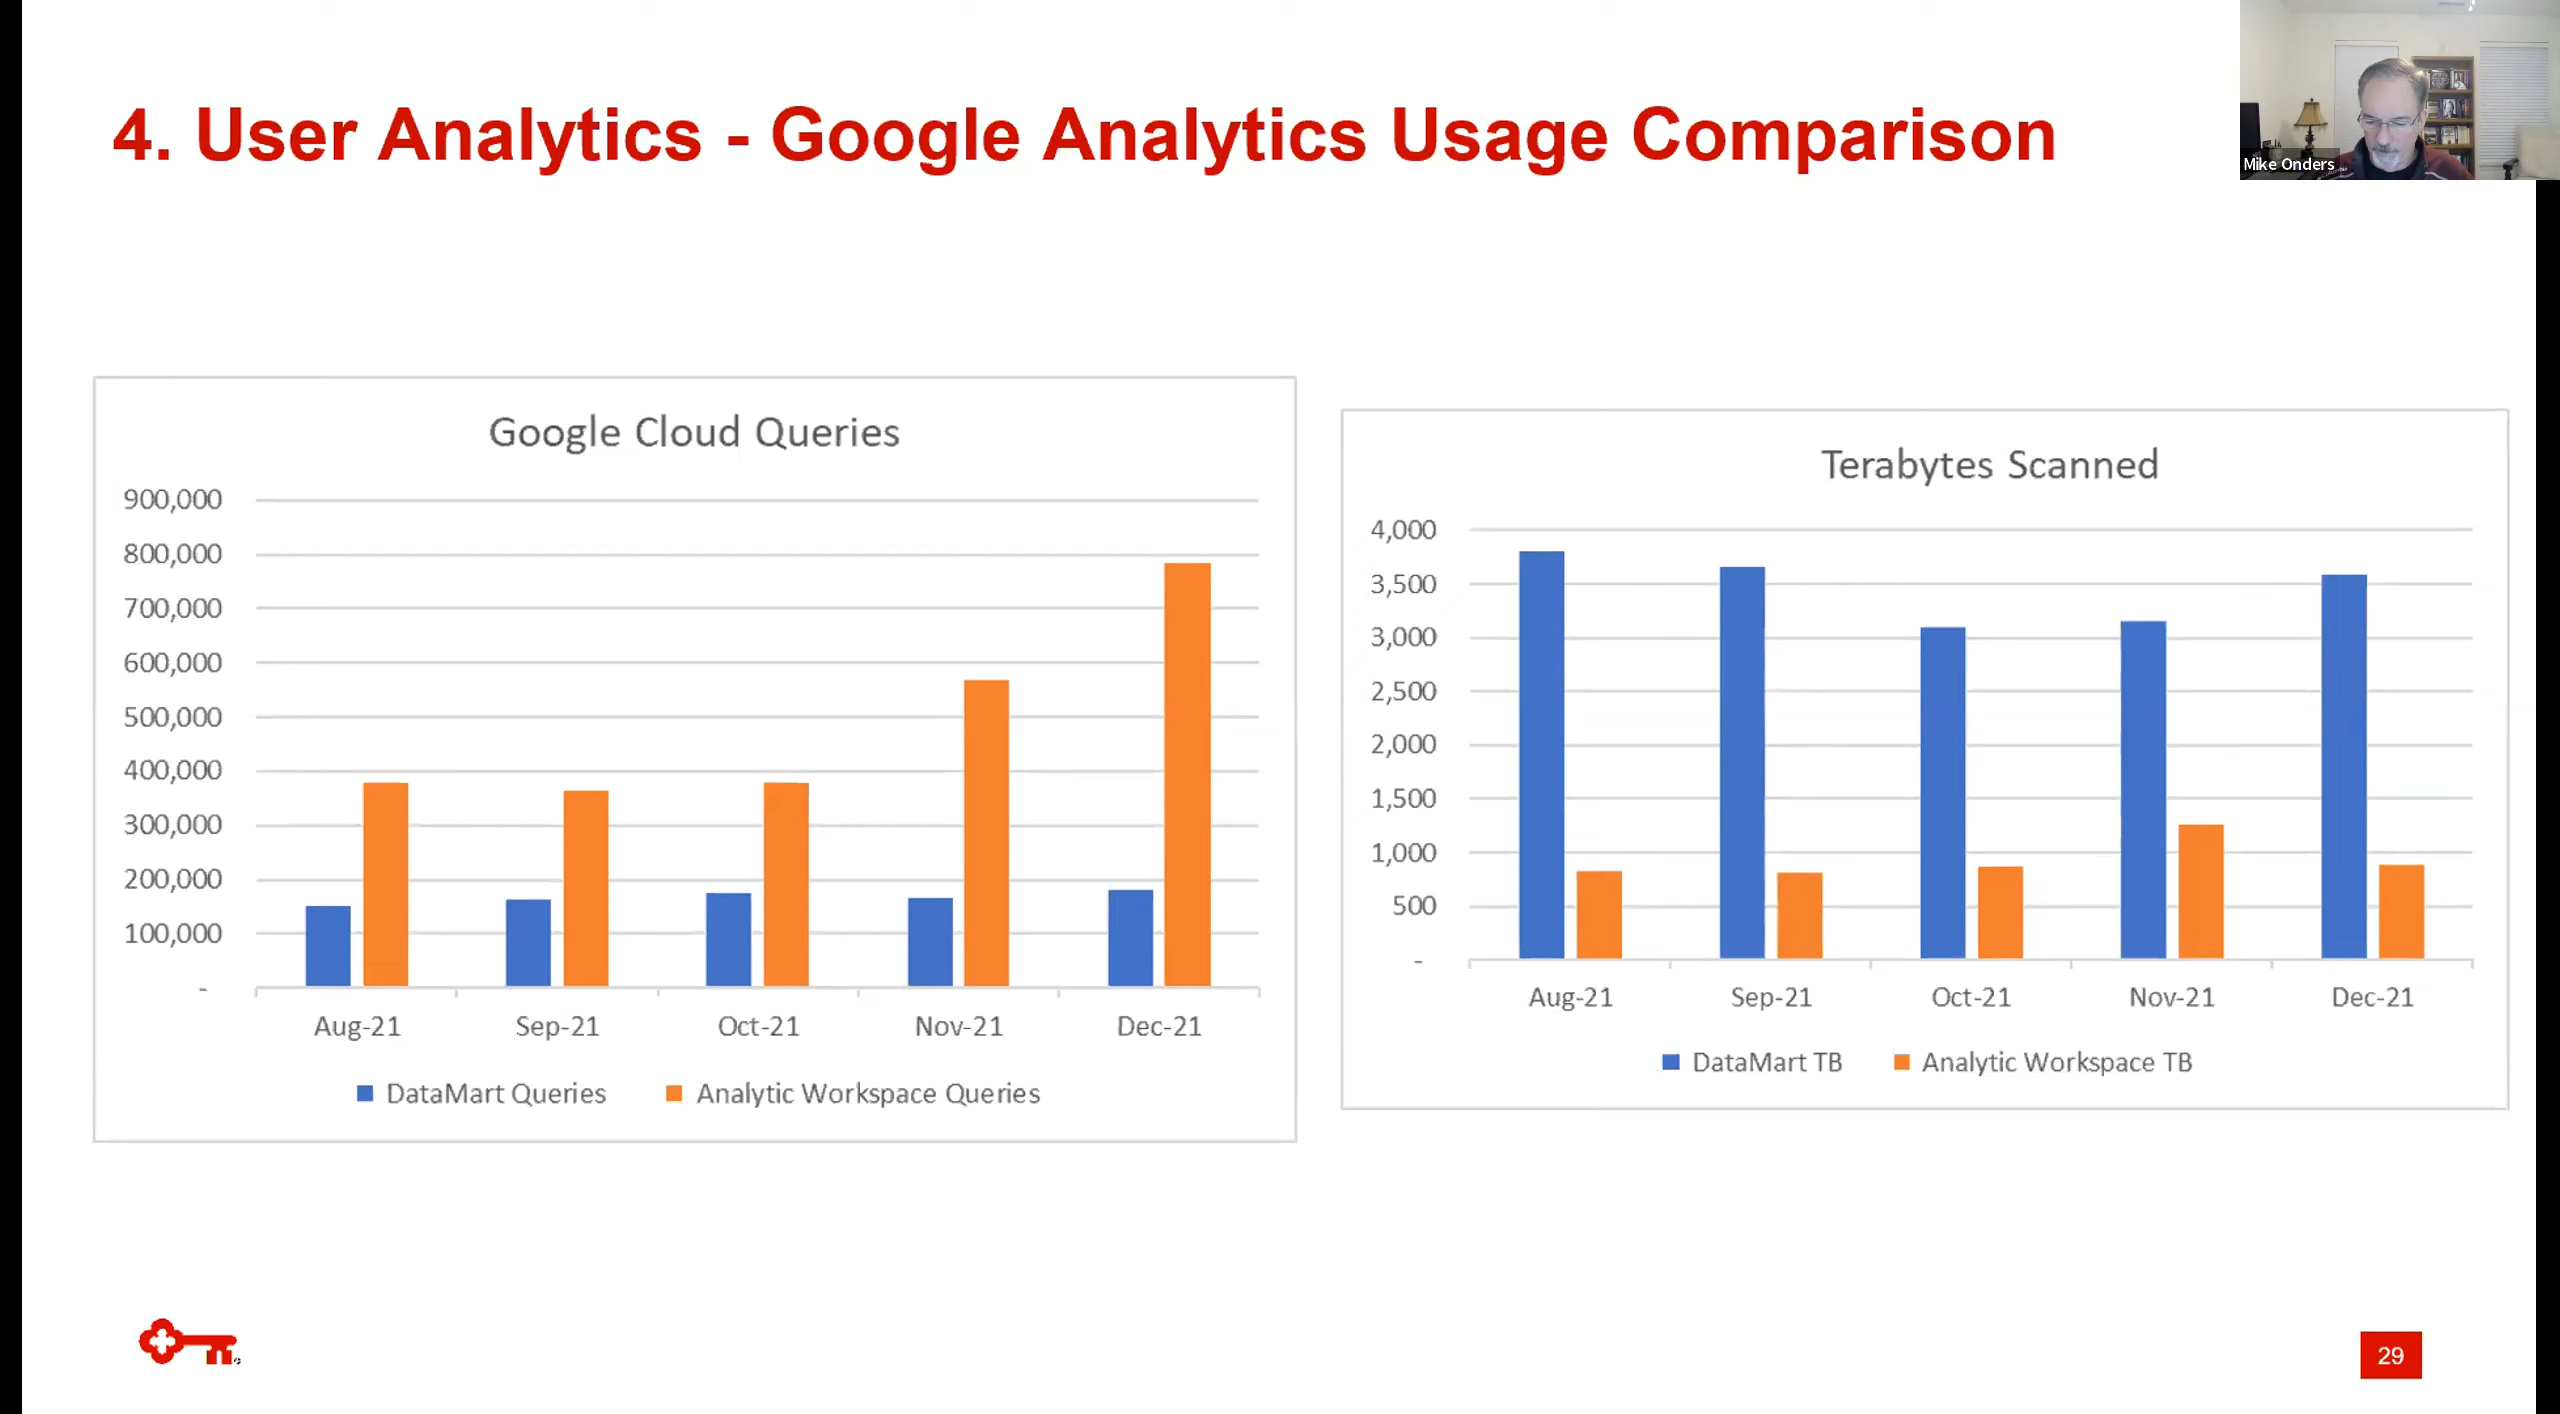 4. User Analytics - Google Analytics Usage Comparison
Mike Onders
Google Cloud Queries
900,000
800,000
700,000
600,000
500,000
400,000
300,000
200,000
100,000
-
Aug-21 Sep-21 Oct-21 Nov-21 Dec-21
DataMart Queries Analytic Workspace Queries
Terabytes Scanned
4,000
3,500
3,000
2,500
2,000
1,500
1,000
500
-
Aug-21 Sep-21 Oct-21 Nov-21 Dec-21
DataMart TB Analytic Workspace TB
29